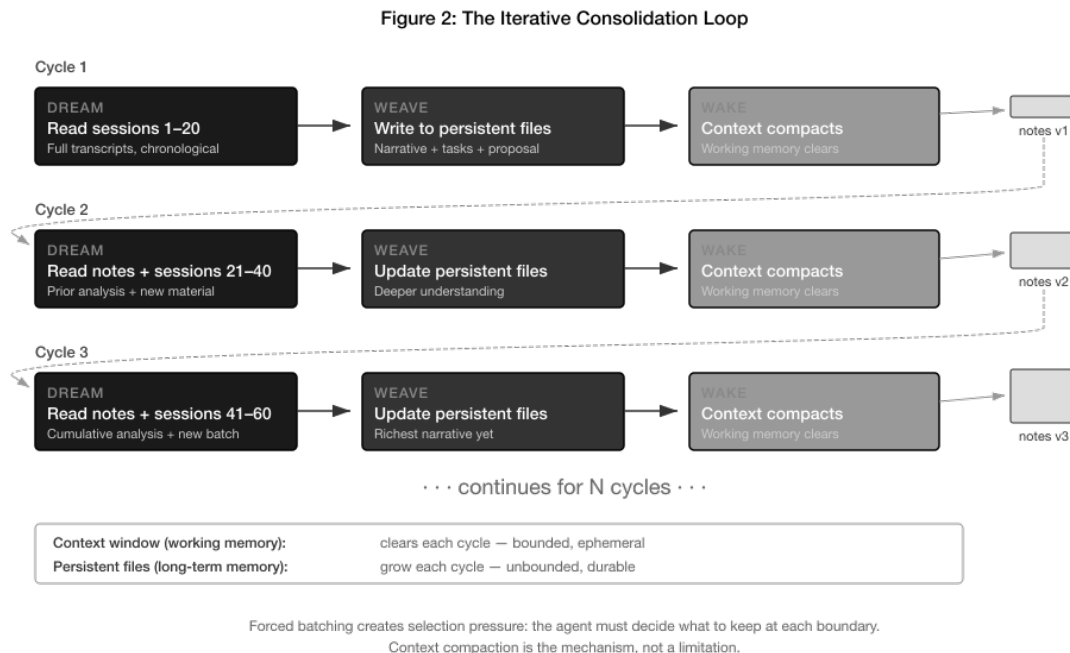 Figure 2: The Iterative Consolidation Loop
Cycle 1
DREAM
Read sessions 1–20
Full transcripts, chronological
WEAVE
Write to persistent files
Narrative + tasks + proposal
WAKE
Context compacts
Working memory clears
notes v1
Cycle 2
DREAM
Read notes + sessions 21–40
Prior analysis + new material
WEAVE
Update persistent files
Deeper understanding
WAKE
Context compacts
Working memory clears
notes v2
Cycle 3
DREAM
Read notes + sessions 41–60
Cumulative analysis + new batch
WEAVE
Update persistent files
Richest narrative yet
WAKE
Context compacts
Working memory clears
notes v3
· · · continues for N cycles · · ·
Context window (working memory): clears each cycle — bounded, ephemeral
Persistent files (long-term memory): grow each cycle — unbounded, durable
Forced batching creates selection pressure: the agent must decide what to keep at each boundary.
Context compaction is the mechanism, not a limitation.